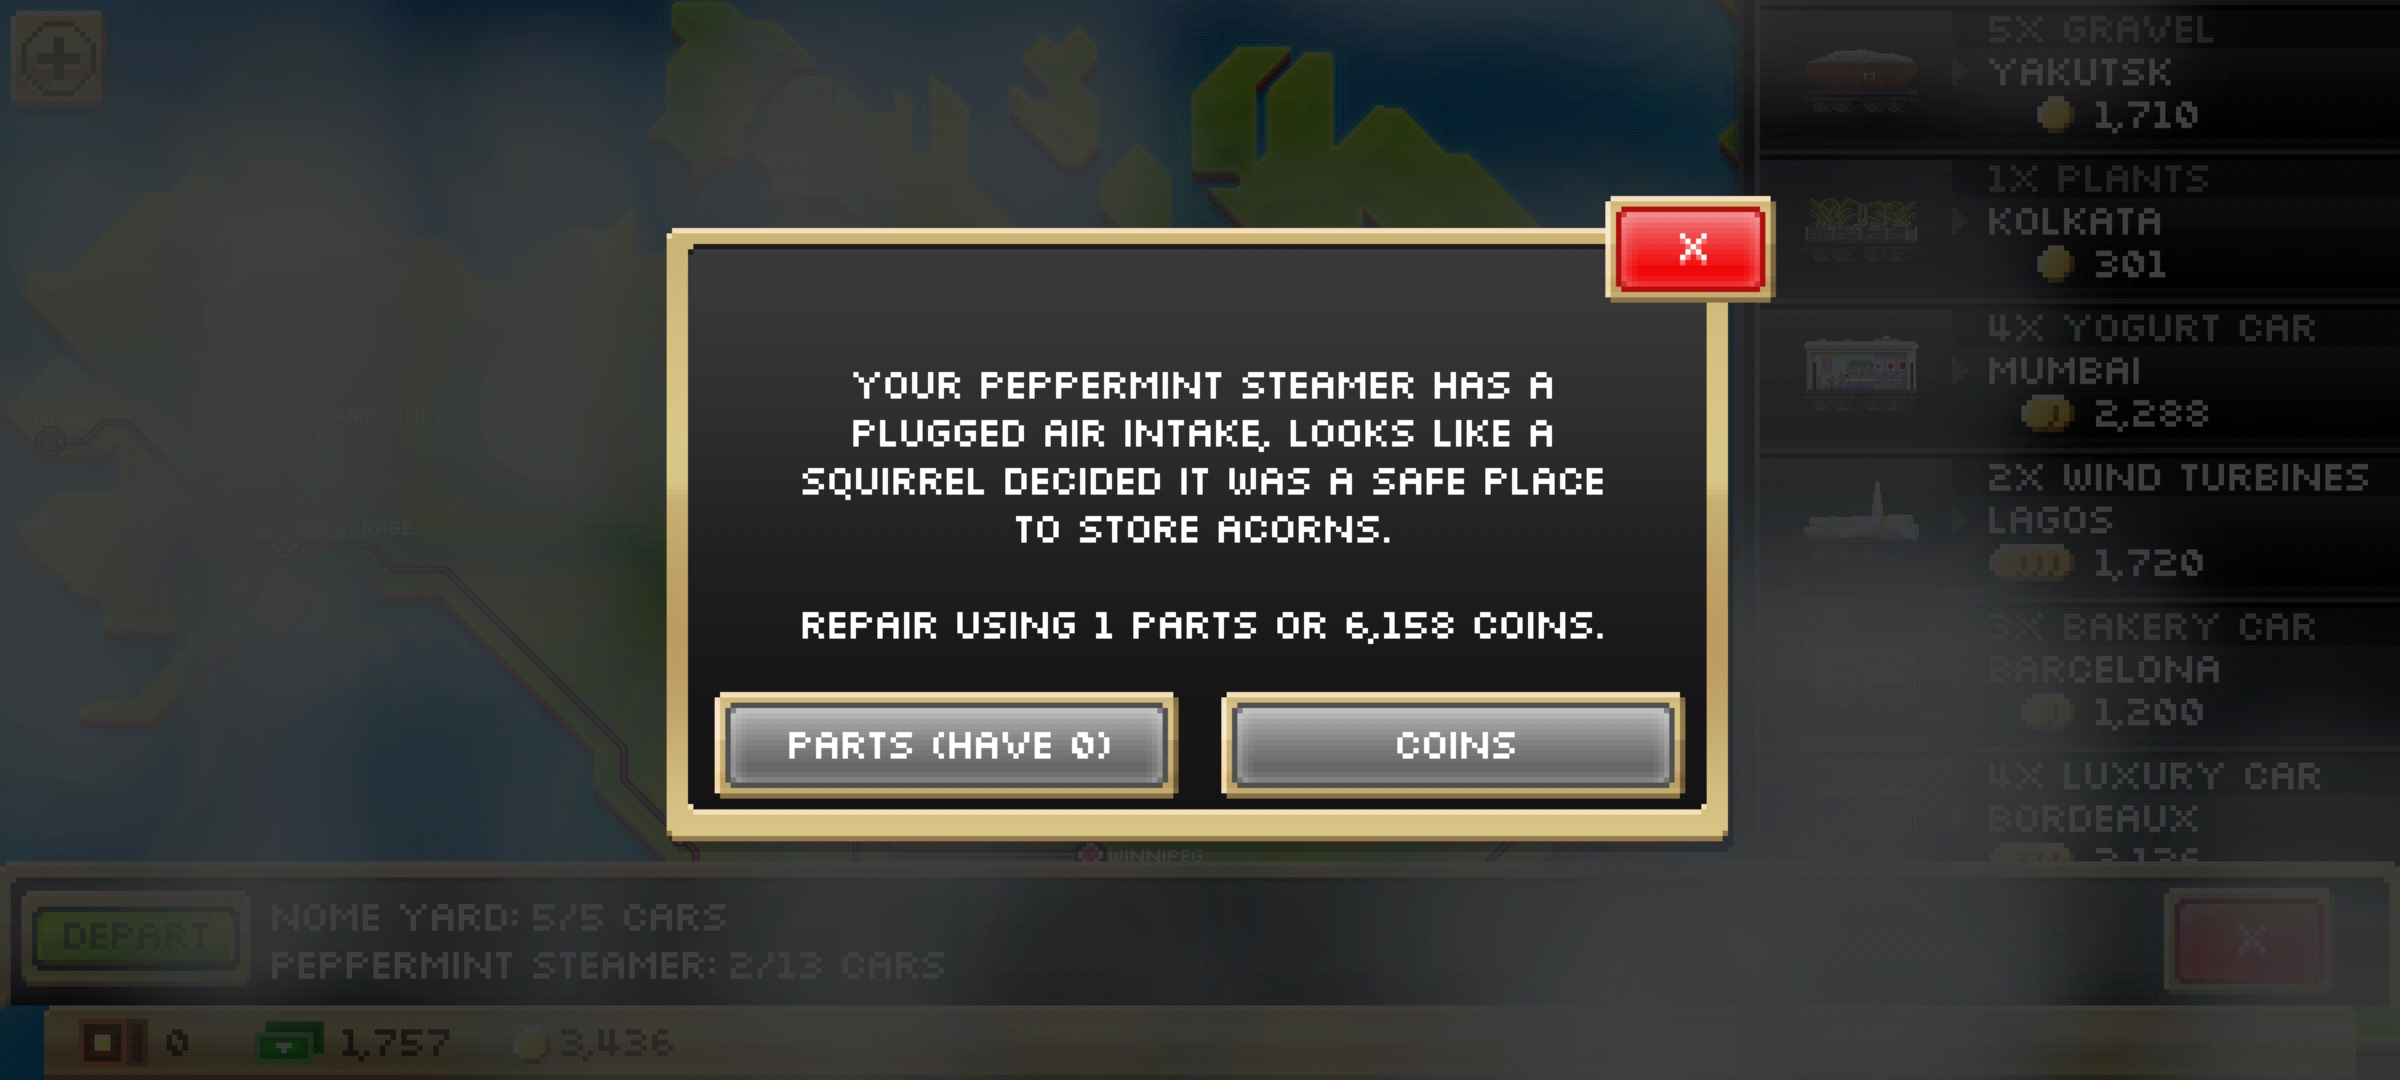 5X GRAVEL
YAKUTSK
1,710
1X PLANTS
KOLKATA
301
4X YOGURT CAR
MUMBAI
2,288
2X WIND TURBINES
LAGOS
1,720
3X BAKERY CAR
BARCELONA
1,200
4X LUXURY CAR
BORDEAUX
3,136
X
YOUR PEPPERMINT STEAMER HAS A
PLUGGED AIR INTAKE, LOOKS LIKE A
SQUIRREL DECIDED IT WAS A SAFE PLACE
TO STORE ACORNS.
REPAIR USING 1 PARTS OR 6,158 COINS.
PARTS (HAVE 0)
COINS
FAIRBANKS
WINNIPEG
DEPART
NOME YARD: 5/5 CARS
PEPPERMINT STEAMER: 2/13 CARS
X
0
1,757
3,436